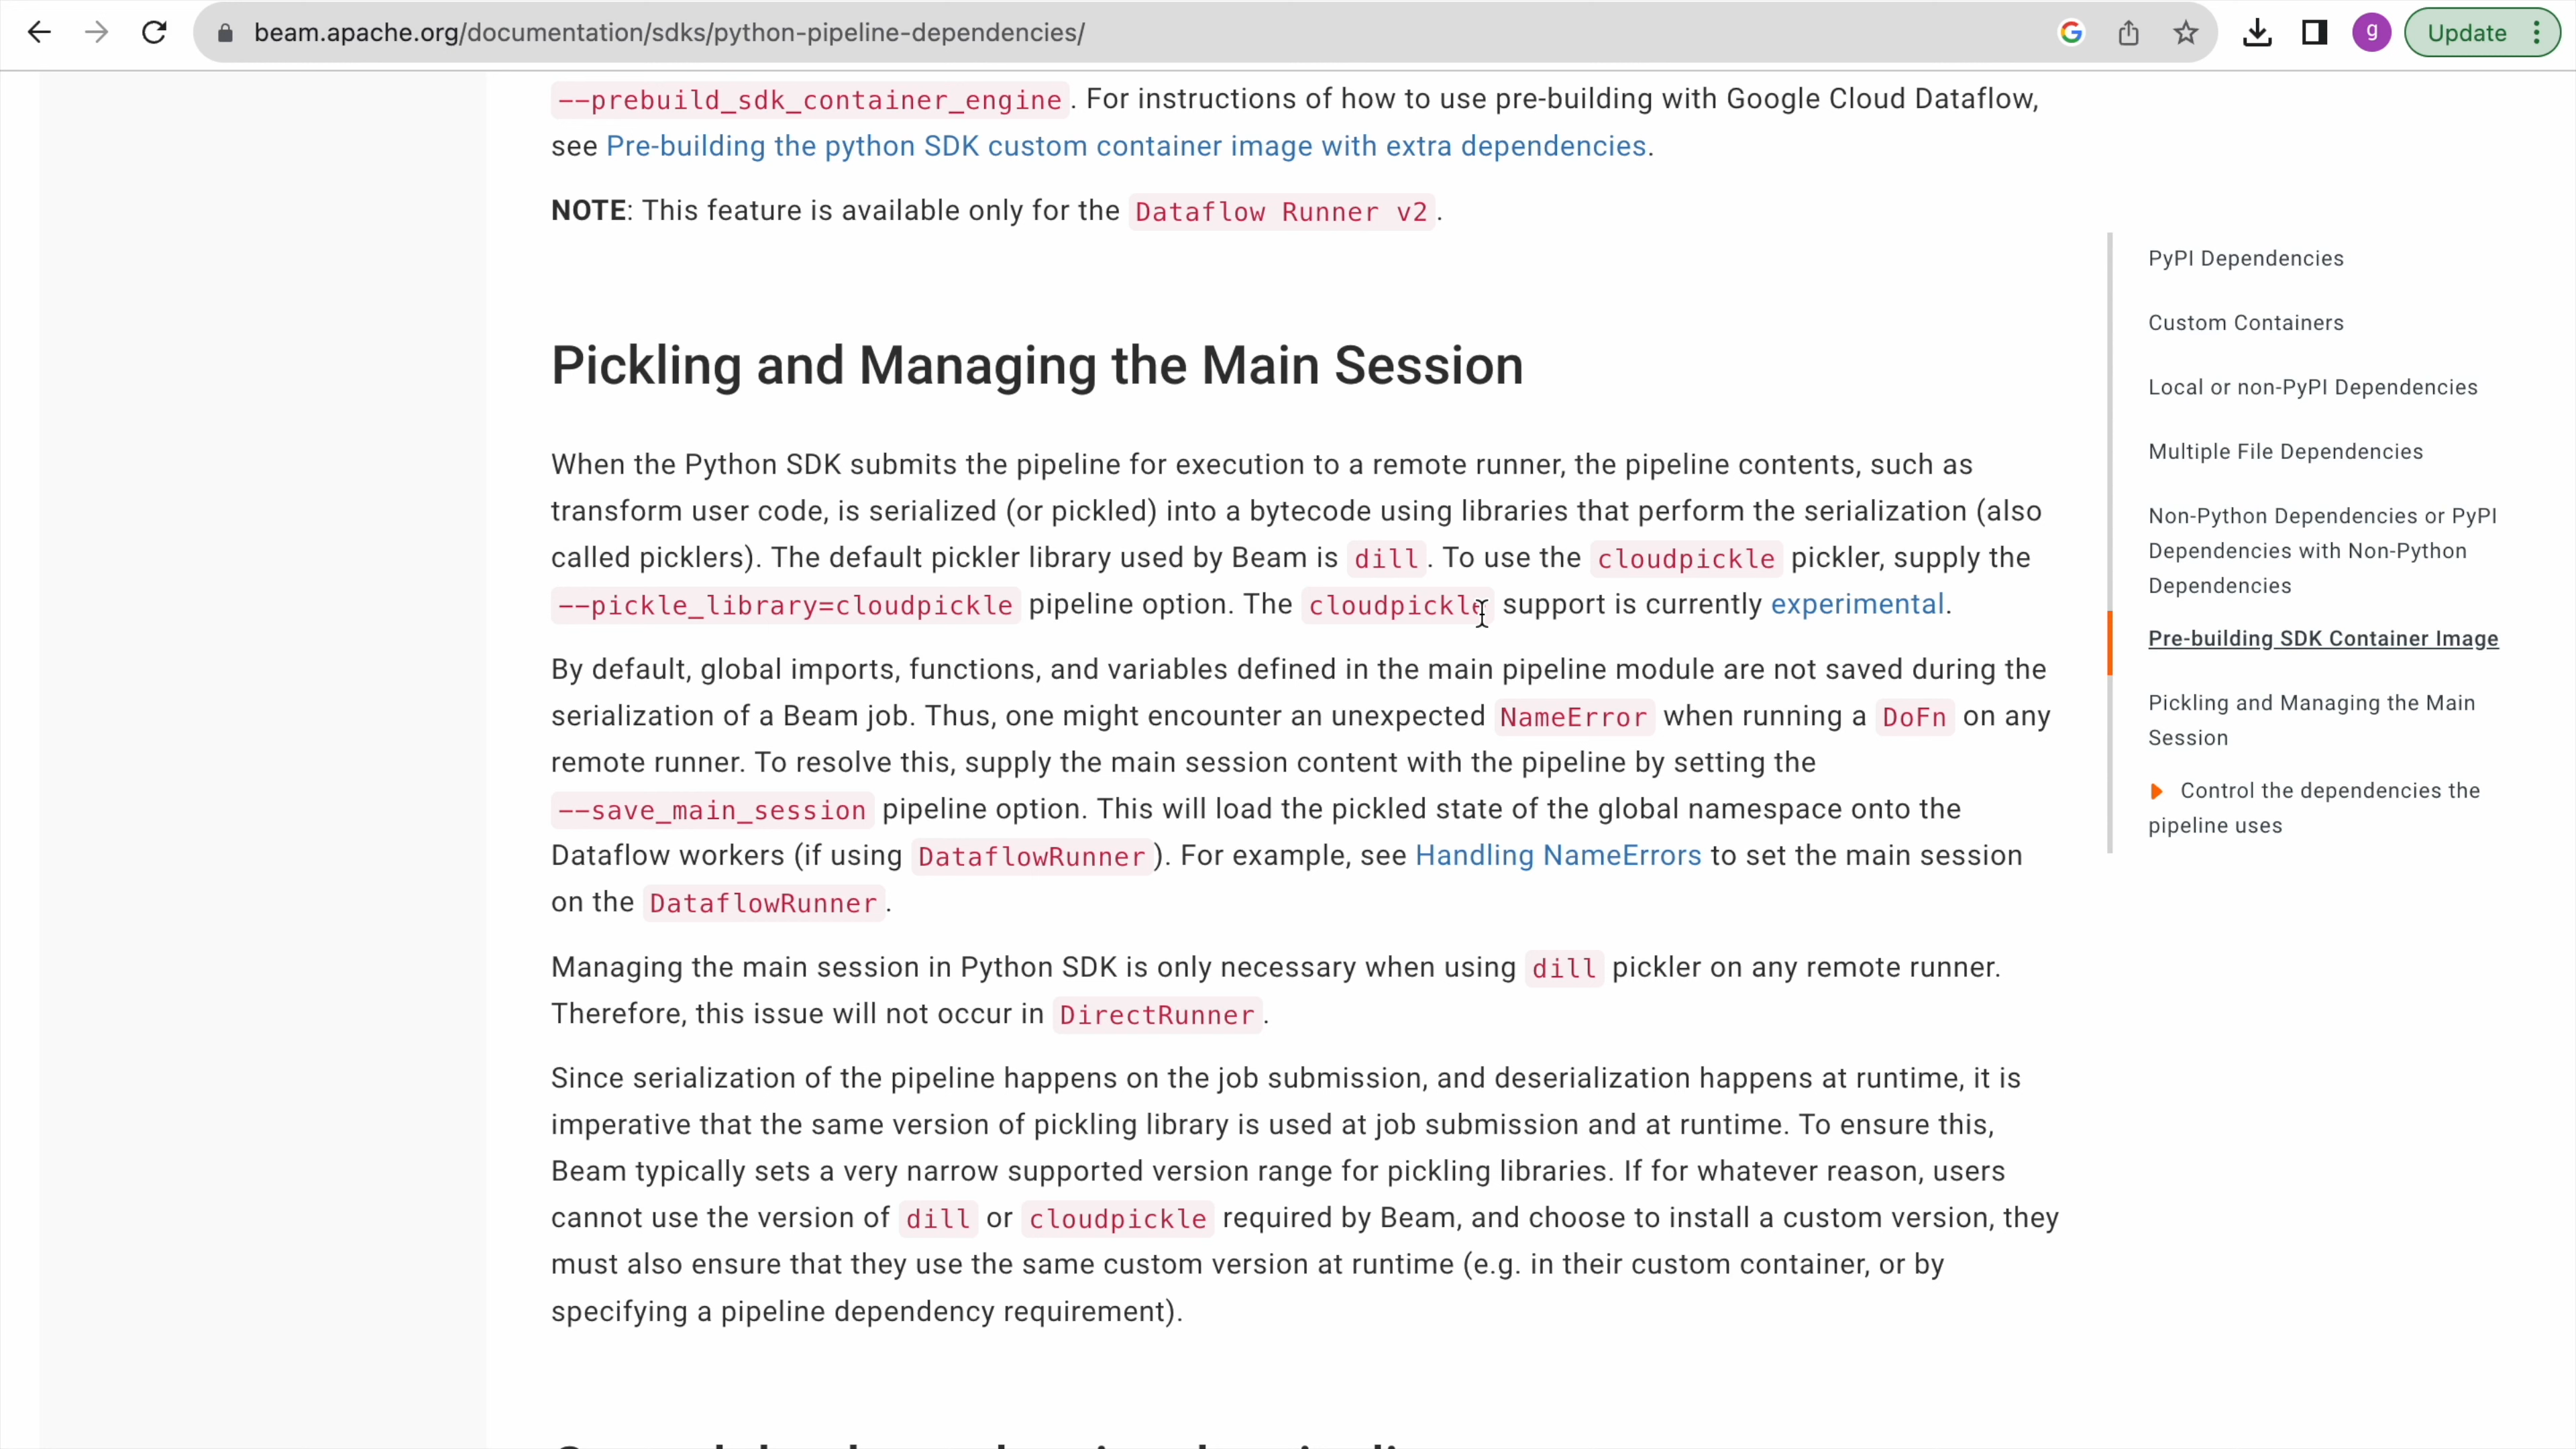 beam.apache.org/documentation/sdks/python-pipeline-dependencies/
g
Update
--prebuild_sdk_container_engine. For instructions of how to use pre-building with Google Cloud Dataflow,
see Pre-building the python SDK custom container image with extra dependencies.
NOTE: This feature is available only for the Dataflow Runner v2.
Pickling and Managing the Main Session
When the Python SDK submits the pipeline for execution to a remote runner, the pipeline contents, such as
transform user code, is serialized (or pickled) into a bytecode using libraries that perform the serialization (also
called picklers). The default pickler library used by Beam is dill. To use the cloudpickle pickler, supply the
--pickle_library=cloudpickle pipeline option. The cloudpickle support is currently experimental.
By default, global imports, functions, and variables defined in the main pipeline module are not saved during the
serialization of a Beam job. Thus, one might encounter an unexpected NameError when running a DoFn on any
remote runner. To resolve this, supply the main session content with the pipeline by setting the
--save_main_session pipeline option. This will load the pickled state of the global namespace onto the
Dataflow workers (if using DataflowRunner). For example, see Handling NameErrors to set the main session
on the DataflowRunner.
Managing the main session in Python SDK is only necessary when using dill pickler on any remote runner.
Therefore, this issue will not occur in DirectRunner.
Since serialization of the pipeline happens on the job submission, and deserialization happens at runtime, it is
imperative that the same version of pickling library is used at job submission and at runtime. To ensure this,
Beam typically sets a very narrow supported version range for pickling libraries. If for whatever reason, users
cannot use the version of dill or cloudpickle required by Beam, and choose to install a custom version, they
must also ensure that they use the same custom version at runtime (e.g. in their custom container, or by
specifying a pipeline dependency requirement).
PyPI Dependencies
Custom Containers
Local or non-PyPI Dependencies
Multiple File Dependencies
Non-Python Dependencies or PyPI
Dependencies with Non-Python
Dependencies
Pre-building SDK Container Image
Pickling and Managing the Main
Session
Control the dependencies the
pipeline uses